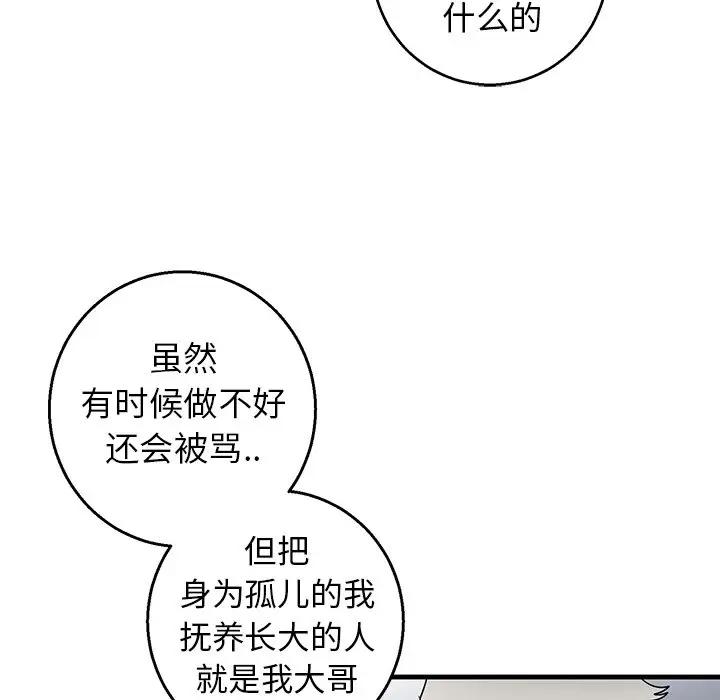 什么的
虽然
有时候做不好
还会被骂..
但把
身为孤儿的我
抚养长大的人
就是我大哥